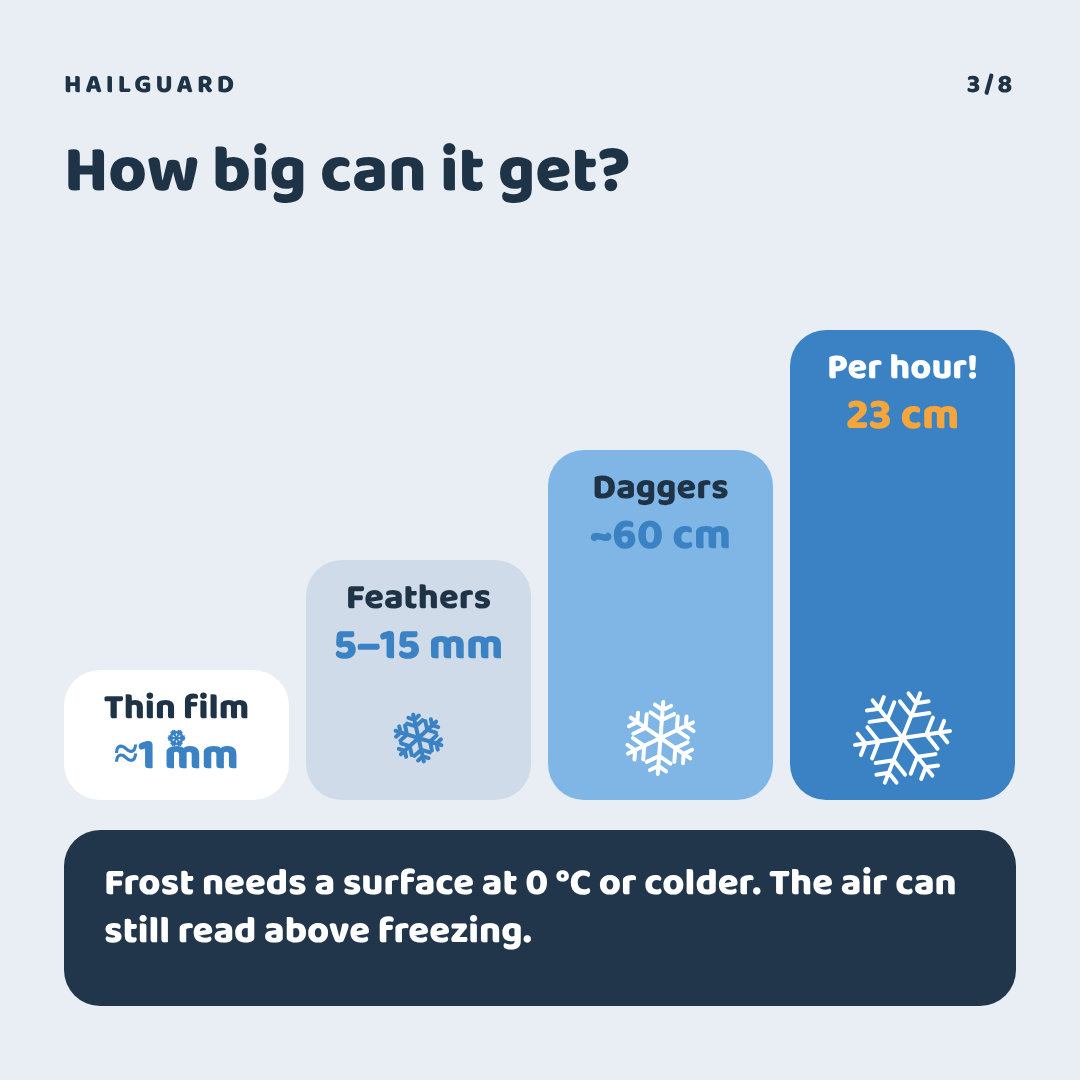 HAILGUARD
3/8
How big can it get?
Per hour!
23 cm
Daggers
~60 cm
Feathers
5–15 mm
Thin film
≈1 mm
Frost needs a surface at 0 °C or colder. The air can
still read above freezing.